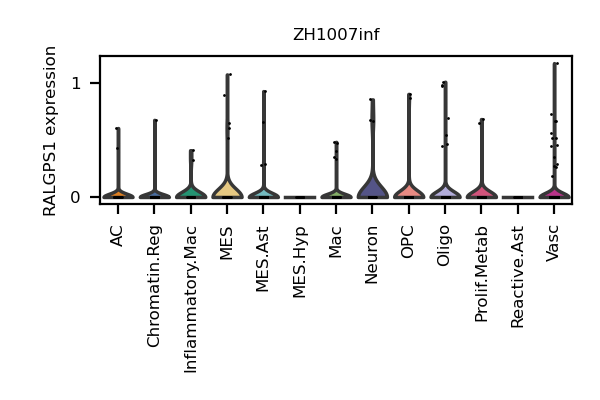 ZH1007inf
RALGPS1 expression
1
0
AC
Chromatin.Reg
Inflammatory.Mac
MES
MES.Ast
MES.Hyp
Mac
Neuron
OPC
Oligo
Prolif.Metab
Reactive.Ast
Vasc